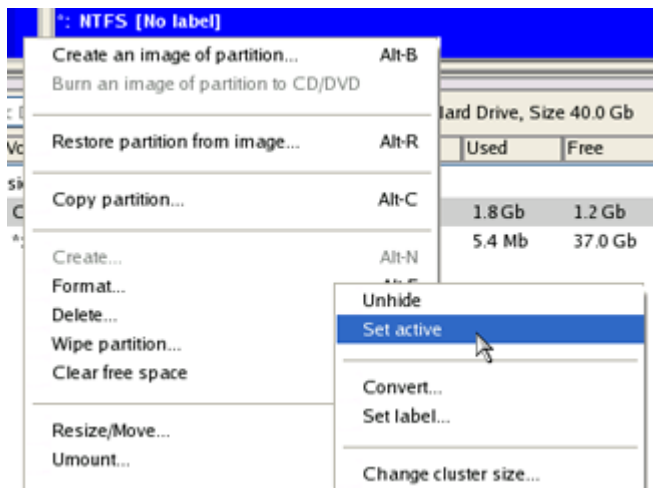 *: NTFS [No label]
Create an image of partition... Alt-B
Burn an image of partition to CD/DVD
Hard Drive, Size 40.0 Gb
Restore partition from image... Alt-R
Used Free
Copy partition... Alt-C
C
1.8 Gb 1.2 Gb
*: 5.4 Mb 37.0 Gb
Create... Alt-N
Format...
Delete...
Wipe partition...
Clear free space
Resize/Move...
Umount...
Unhide
Set active
Convert...
Set label...
Change cluster size...